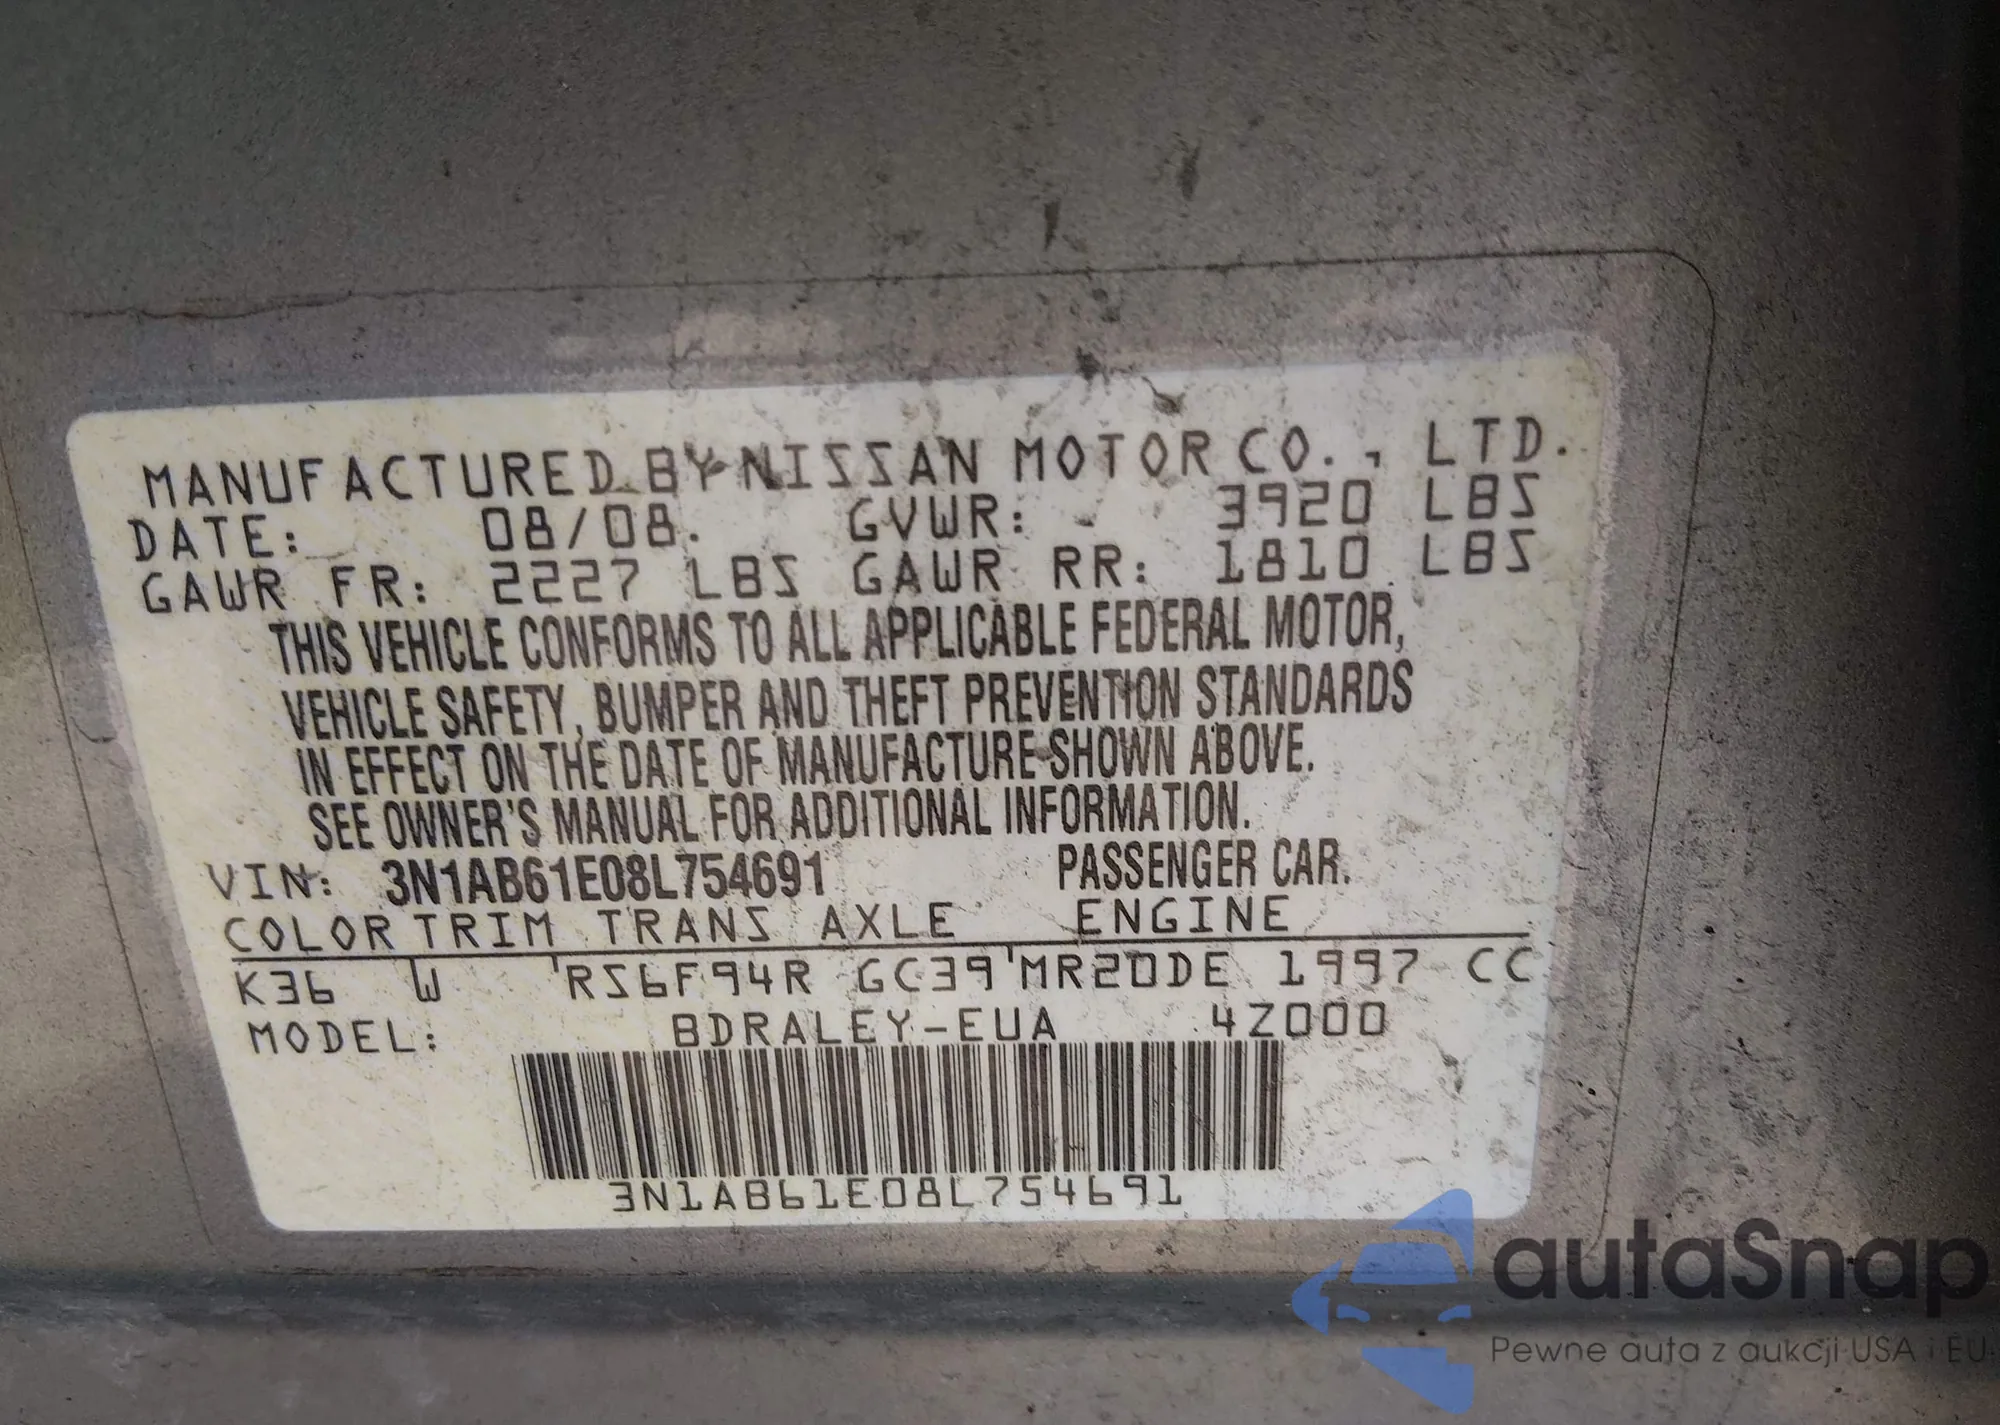 MANUFACTURED BY NISSAN MOTOR CO., LTD.
DATE: 08/08. GVWR: 3920 LBS
GAWR FR: 2227 LBS GAWR RR: 1810 LBS
THIS VEHICLE CONFORMS TO ALL APPLICABLE FEDERAL MOTOR,
VEHICLE SAFETY, BUMPER AND THEFT PREVENTION STANDARDS
IN EFFECT ON THE DATE OF MANUFACTURE SHOWN ABOVE.
SEE OWNER'S MANUAL FOR ADDITIONAL INFORMATION.
VIN: 3N1AB61E08L754691 PASSENGER CAR.
COLOR TRIM TRANS AXLE ENGINE
K36 W RS6F94R GC39 MR20DE 1997 CC
MODEL: BDRALEY-EUA 4Z000
3N1AB61E08L754691
autaSnap
Pewne auta z aukcji USA i EU